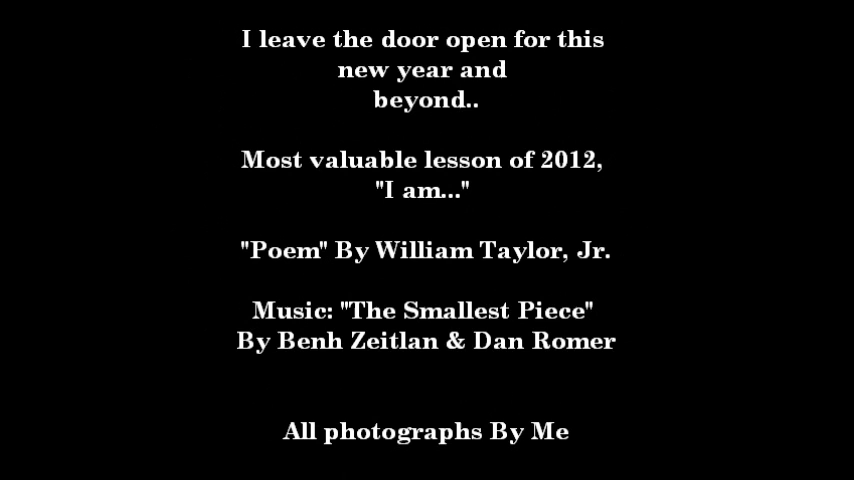 I leave the door open for this
new year and
beyond..
Most valuable lesson of 2012,
"I am..."
"Poem" By William Taylor, Jr.
Music: "The Smallest Piece"
By Benh Zeitlan & Dan Romer
All photographs By Me